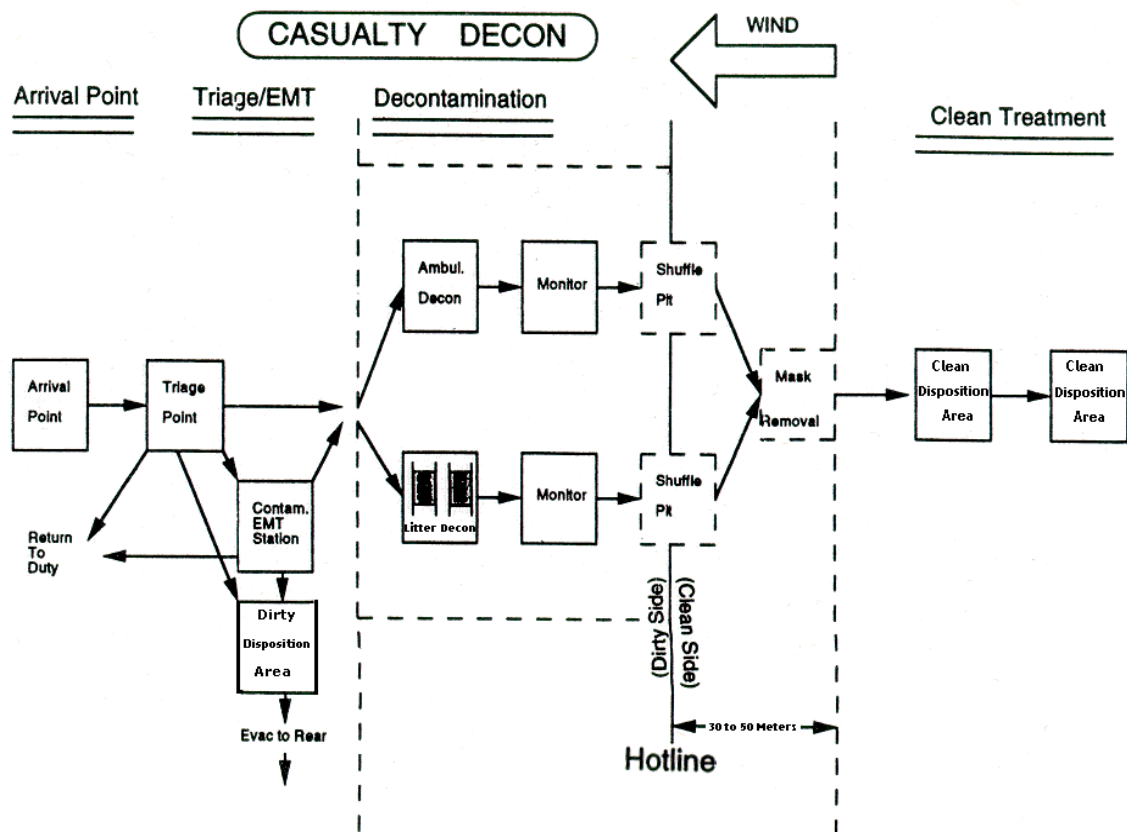 CASUALTY DECON
WIND
Arrival Point
Triage/EMT
Decontamination
Clean Treatment
Arrival
Point
Triage
Point
Contam.
EMT
Station
Return
To
Duty
Dirty
Disposition
Area
Evac to Rear
Ambul.
Decon
Monitor
Shuffle
Pit
Litter Decon
Monitor
Shuffle
Pit
Mask
Removal
Clean
Disposition
Area
Clean
Disposition
Area
(Dirty Side)
(Clean Side)
30 to 50 Meters
Hotline